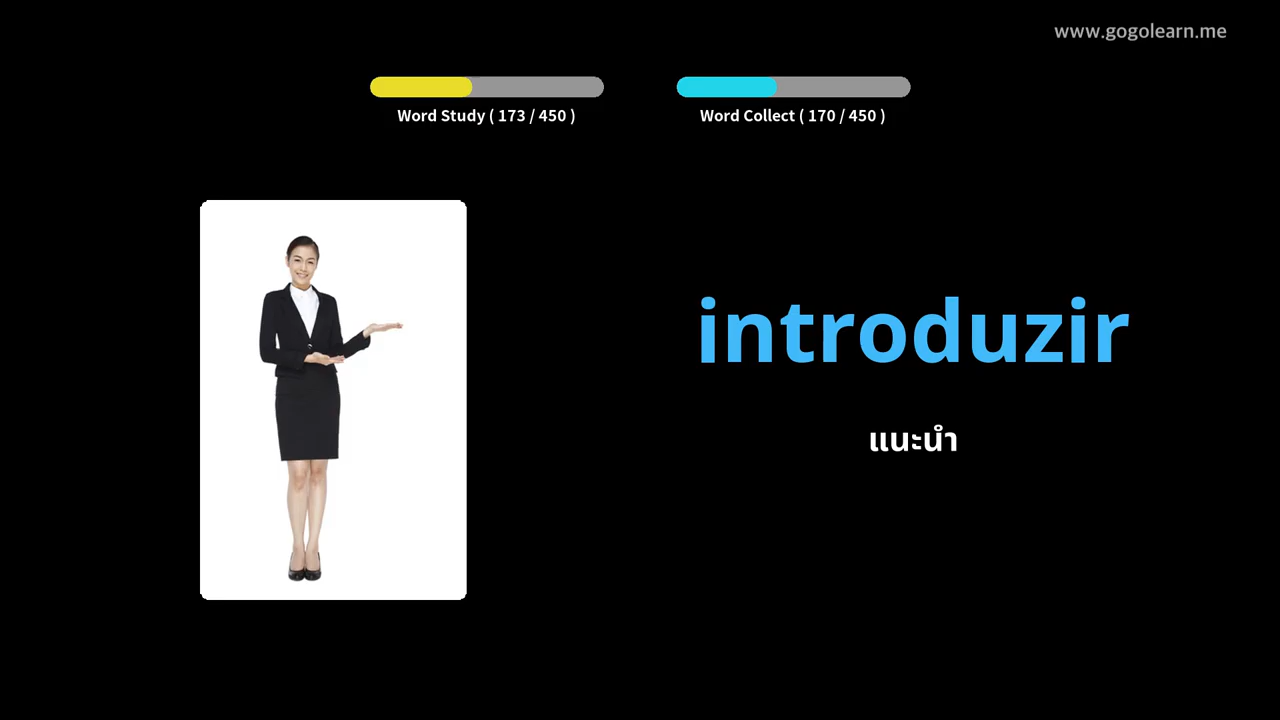 www.gogolearn.me
Word Study ( 173 / 450 )
Word Collect ( 170 / 450 )
introduzir
แนะนำ